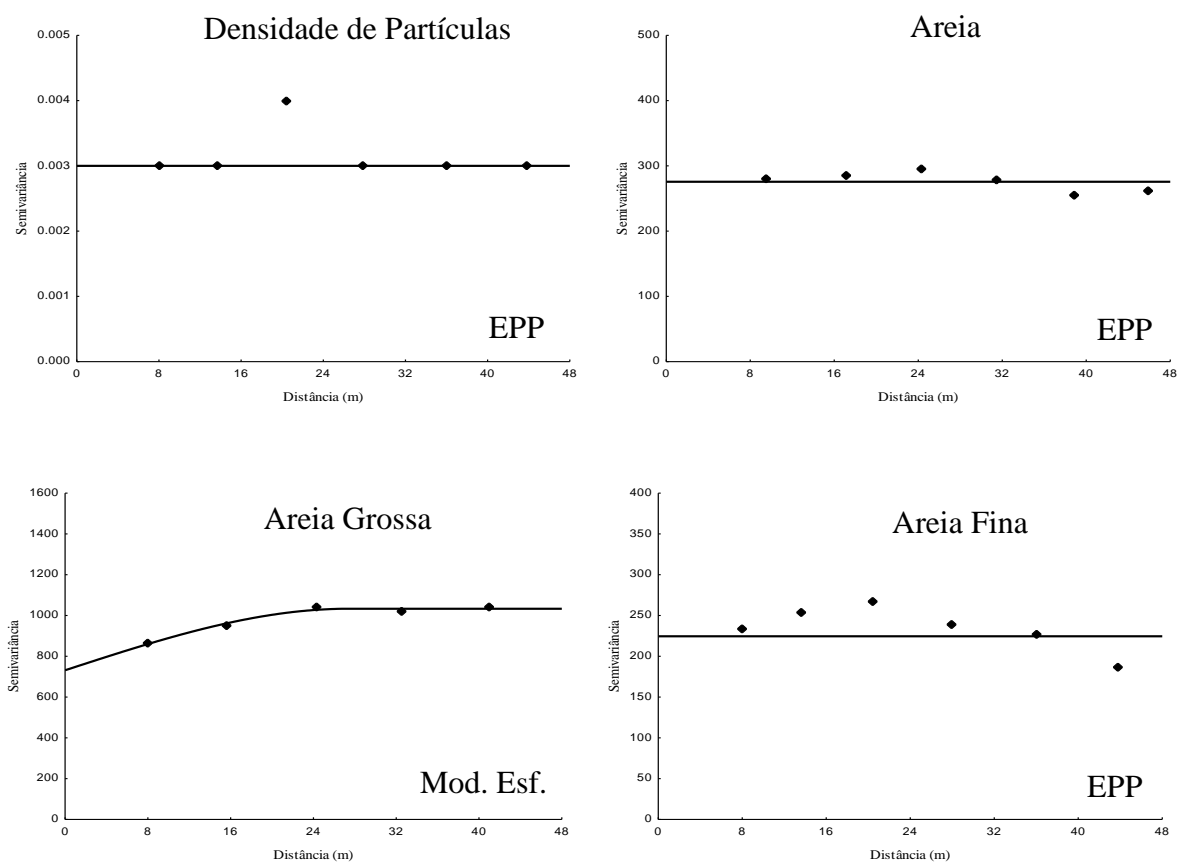 Densidade de Partículas
0.005
0.004
0.003
0.002
0.001
0.000
Semivariância
EPP
0 8 16 24 32 40 48
Distância (m)
Areia
500
400
300
200
100
0
Semivariância
EPP
0 8 16 24 32 40 48
Distância (m)
Areia Grossa
1600
1400
1200
1000
800
600
400
200
0
Semivariância
Mod. Esf.
0 8 16 24 32 40 48
Distância (m)
Areia Fina
400
350
300
250
200
150
100
50
0
Semivariância
EPP
0 8 16 24 32 40 48
Distância (m)